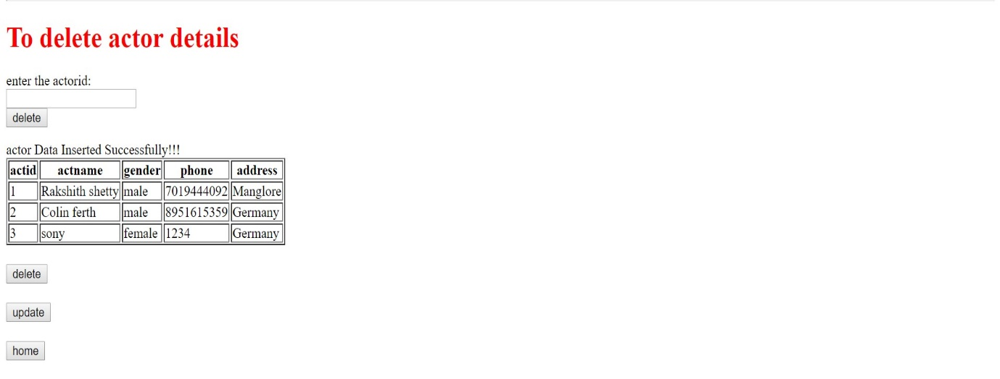 To delete actor details
enter the actorid:
delete
actor Data Inserted Successfully!!!
actid actname gender phone address
1 Rakshith shetty male 7019444092 Manglore
2 Colin ferth male 8951615359 Germany
3 sony female 1234 Germany
delete
update
home